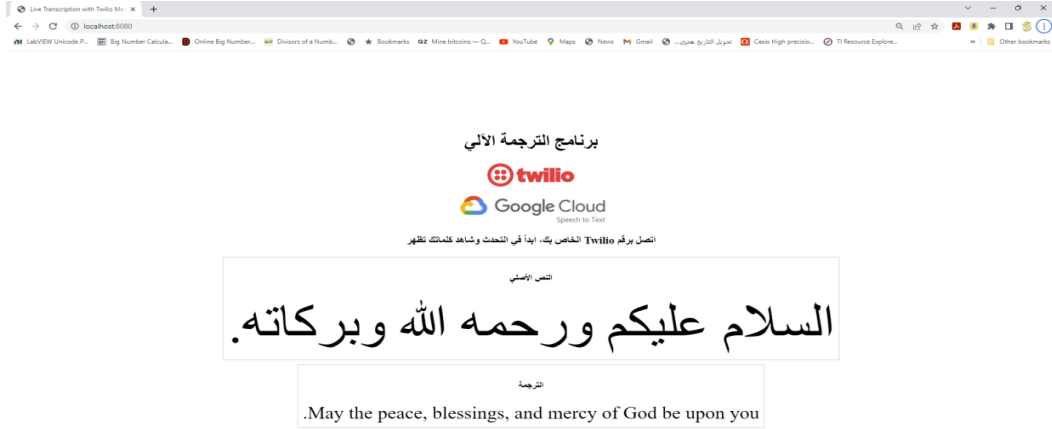 Live Transcription with Twilio Me
localhost:8080
LabVIEW Unicode P... Big Number Calcula... Online Big Number... Divisors of a Numb... Bookmarks Mine bitcoins — Q... YouTube Maps News Gmail تحويل التاريخ هجري... Casio High precisio... TI Resource Explore... » Other bookmarks
برنامج الترجمة الآلي
twilio
Google Cloud
Speech to Text
اتصل برقم Twilio الخاص بك، ابدأ في التحدث وشاهد كلماتك تظهر
النص الأصلي
السلام عليكم ورحمه الله وبركاته.
الترجمة
.May the peace, blessings, and mercy of God be upon you